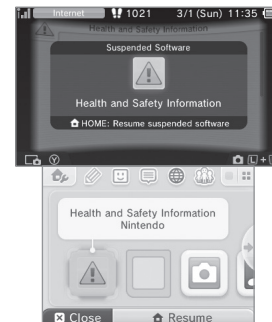 Internet 1021 3/1 (Sun) 11:35
Health and Safety Information
Suspended Software
Health and Safety Information
HOME: Resume suspended software
Y L +
Health and Safety Information
Nintendo
X Close Resume